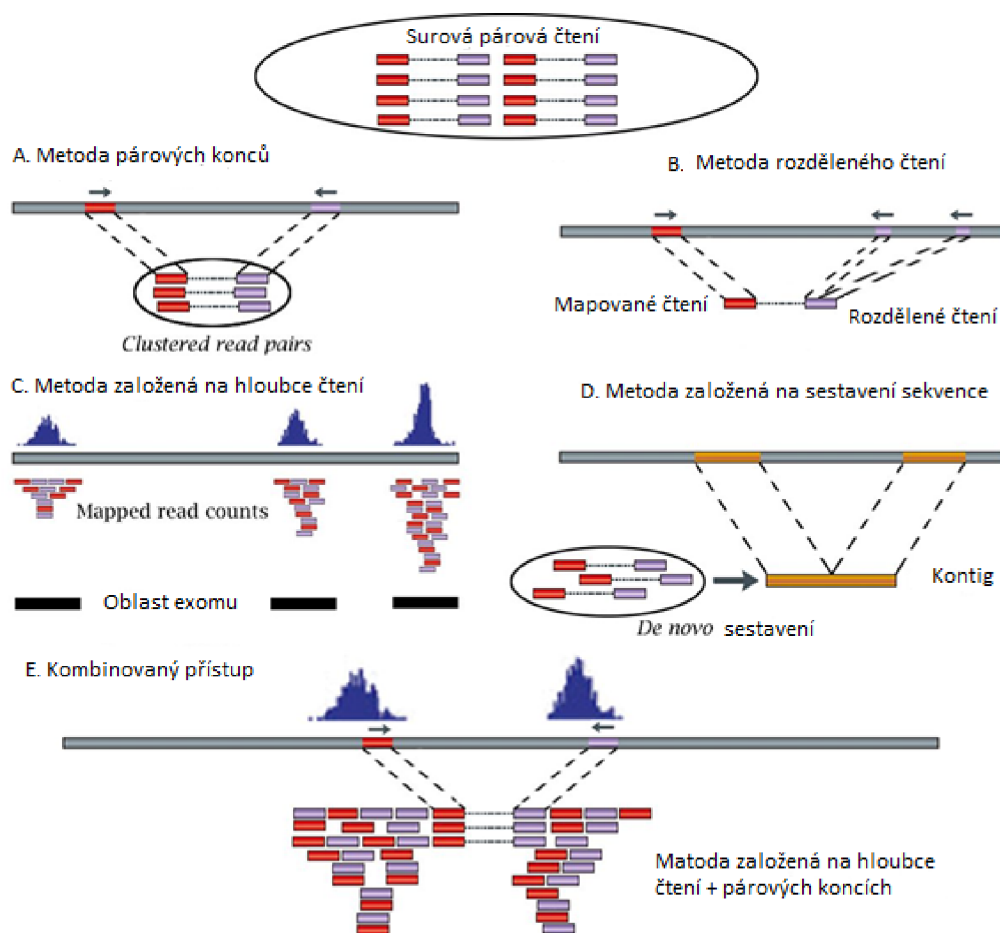 Surová párová čtení
A. Metoda párových konců
B. Metoda rozděleného čtení
Mapované čtení
Rozdělené čtení
Clustered read pairs
C. Metoda založená na hloubce čtení
D. Metoda založená na sestavení sekvence
Mapped read counts
Kontig
Oblast exomu
De novo sestavení
E. Kombinovaný přístup
Matoda založená na hloubce
čtení + párových koncích